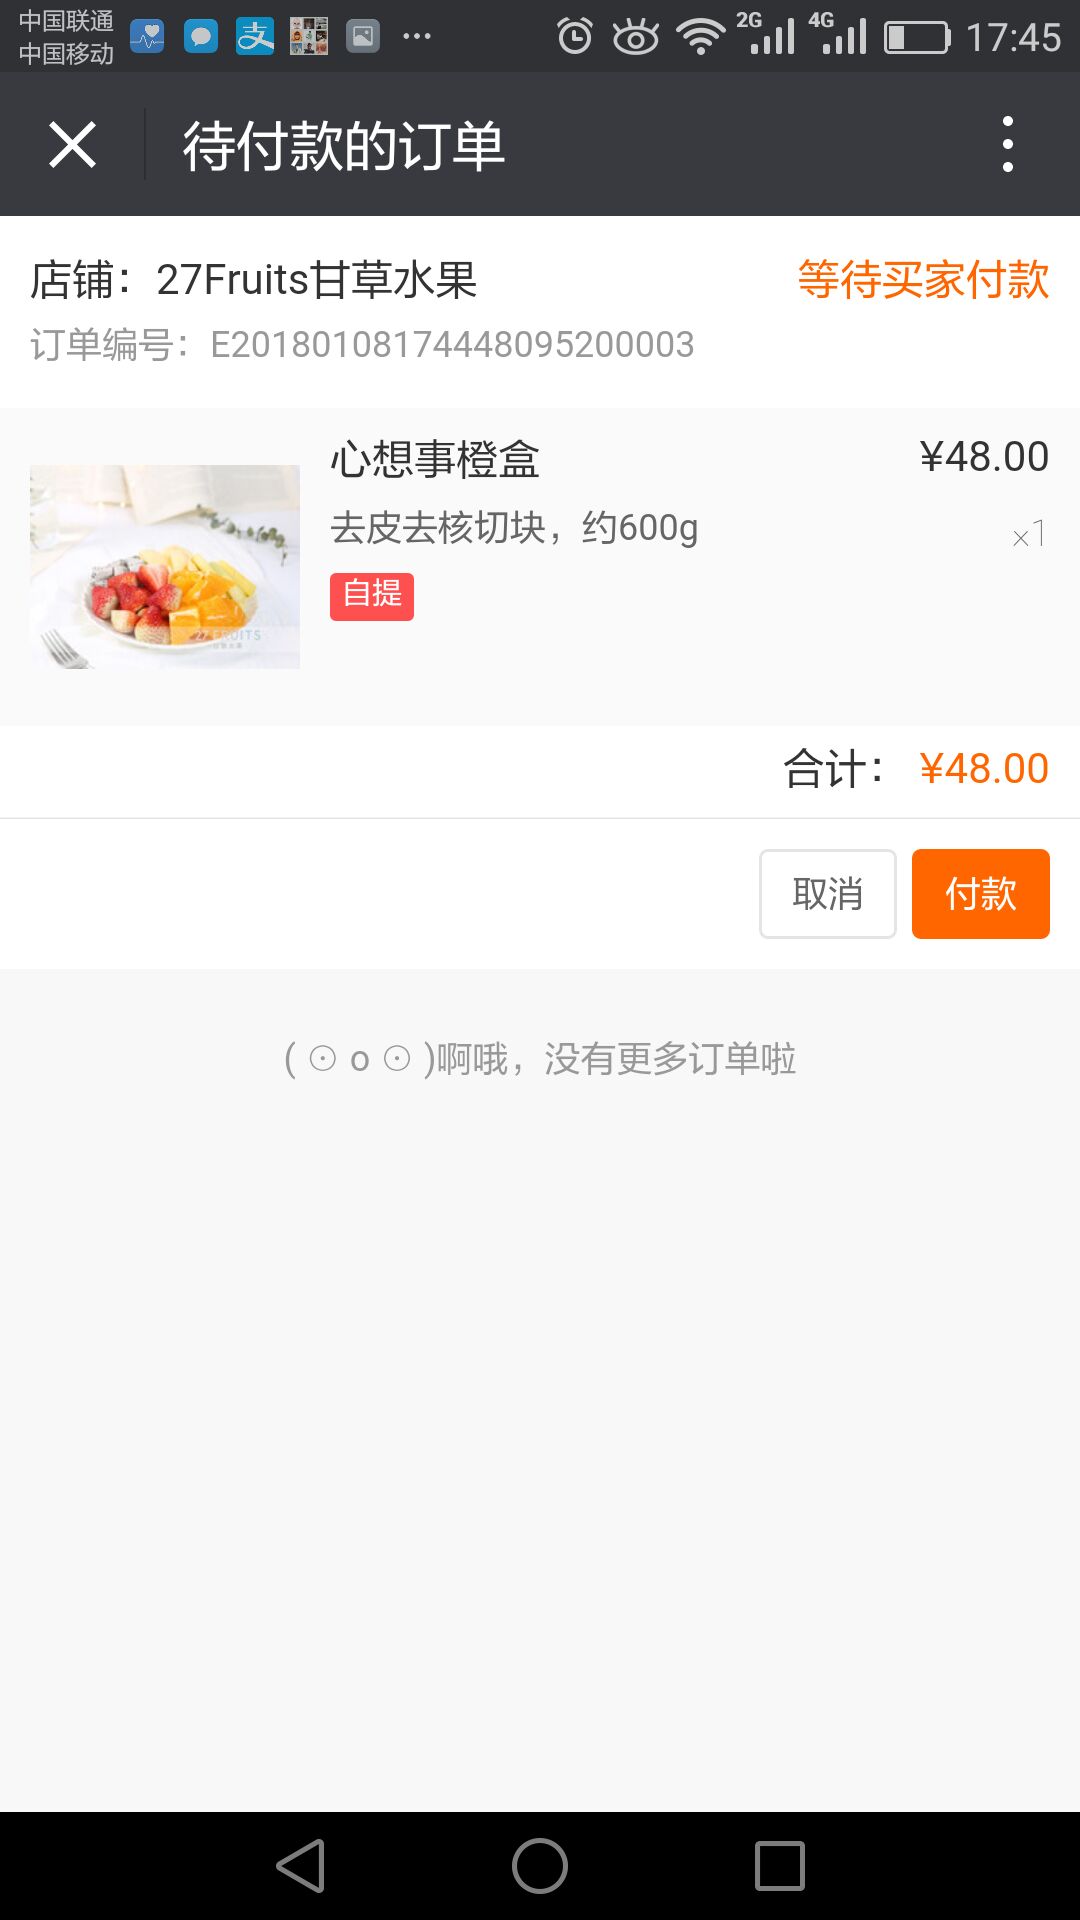 中国联通
中国移动
2G
4G
17:45
待付款的订单
店铺：27Fruits甘草水果
等待买家付款
订单编号：E20180108174448095200003
心想事橙盒
¥48.00
去皮去核切块，约600g
x1
自提
27 FRUITS
合计：
¥48.00
取消
付款
( ⊙ o ⊙ )啊哦，没有更多订单啦